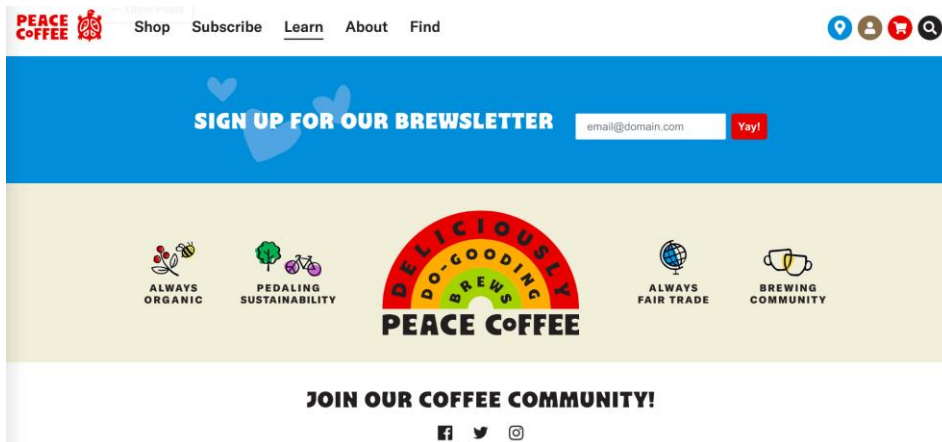 PEACE COFFEE
Shop Subscribe Learn About Find
SIGN UP FOR OUR BREWSLETTER
email@domain.com
Yay!
ALWAYS
ORGANIC
PEDALING
SUSTAINABILITY
DELICIOUSLY
DO-GOODING
BREWS
PEACE COFFEE
ALWAYS
FAIR TRADE
BREWING
COMMUNITY
JOIN OUR COFFEE COMMUNITY!